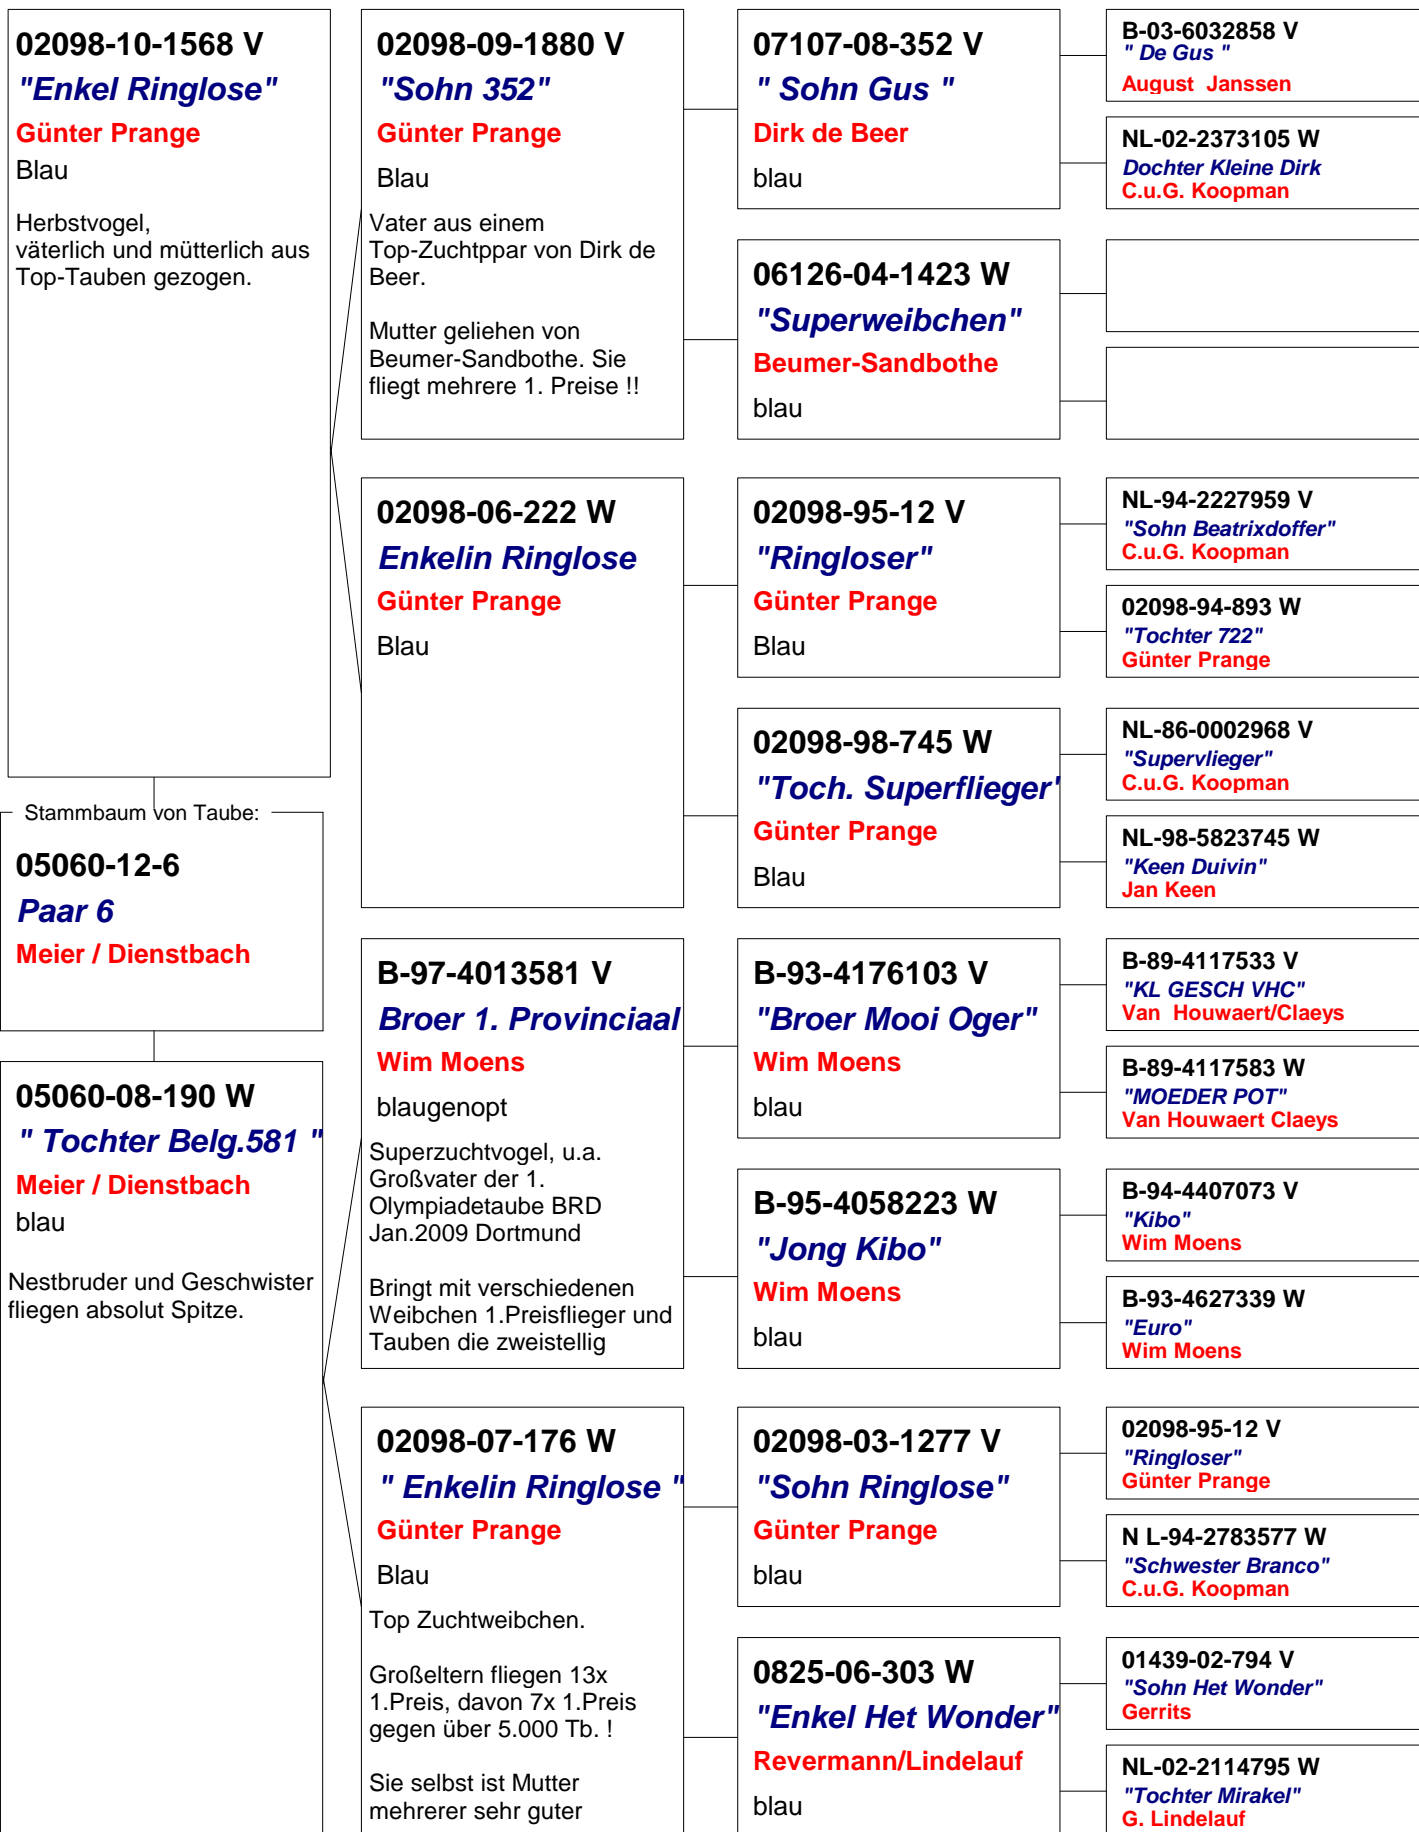 02098-10-1568 V
"Enkel Ringlose"
Günter Prange
Blau
Herbstvogel,
väterlich und mütterlich aus
Top-Tauben gezogen.
Stammbaum von Taube:
05060-12-6
Paar 6
Meier / Dienstbach
05060-08-190 W
" Tochter Belg.581 "
Meier / Dienstbach
blau
Nestbruder und Geschwister
fliegen absolut Spitze.
02098-09-1880 V
"Sohn 352"
Günter Prange
Blau
Vater aus einem
Top-Zuchtppar von Dirk de
Beer.
Mutter geliehen von
Beumer-Sandbothe. Sie
fliegt mehrere 1. Preise !!
02098-06-222 W
Enkelin Ringlose
Günter Prange
Blau
B-97-4013581 V
Broer 1. Provinciaal
Wim Moens
blaugenopt
Superzuchtvogel, u.a.
Großvater der 1.
Olympiadetaube BRD
Jan.2009 Dortmund
Bringt mit verschiedenen
Weibchen 1.Preisflieger und
Tauben die zweistellig
02098-07-176 W
" Enkelin Ringlose "
Günter Prange
Blau
Top Zuchtweibchen.
Großeltern fliegen 13x
1.Preis, davon 7x 1.Preis
gegen über 5.000 Tb. !
Sie selbst ist Mutter
mehrerer sehr guter
07107-08-352 V
" Sohn Gus "
Dirk de Beer
blau
06126-04-1423 W
"Superweibchen"
Beumer-Sandbothe
blau
02098-95-12 V
"Ringloser"
Günter Prange
Blau
02098-98-745 W
"Toch. Superflieger"
Günter Prange
Blau
B-93-4176103 V
"Broer Mooi Oger"
Wim Moens
blau
B-95-4058223 W
"Jong Kibo"
Wim Moens
blau
02098-03-1277 V
"Sohn Ringlose"
Günter Prange
blau
0825-06-303 W
"Enkel Het Wonder"
Revermann/Lindelauf
blau
B-03-6032858 V
" De Gus "
August  Janssen
NL-02-2373105 W
Dochter Kleine Dirk
C.u.G. Koopman
NL-94-2227959 V
"Sohn Beatrixdoffer"
C.u.G. Koopman
02098-94-893 W
"Tochter 722"
Günter Prange
NL-86-0002968 V
"Supervlieger"
C.u.G. Koopman
NL-98-5823745 W
"Keen Duivin"
Jan Keen
B-89-4117533 V
"KL GESCH VHC"
Van  Houwaert/Claeys
B-89-4117583 W
"MOEDER POT"
Van Houwaert Claeys
B-94-4407073 V
"Kibo"
Wim Moens
B-93-4627339 W
"Euro"
Wim Moens
02098-95-12 V
"Ringloser"
Günter Prange
N L-94-2783577 W
"Schwester Branco"
C.u.G. Koopman
01439-02-794 V
"Sohn Het Wonder"
Gerrits
NL-02-2114795 W
"Tochter Mirakel"
G. Lindelauf